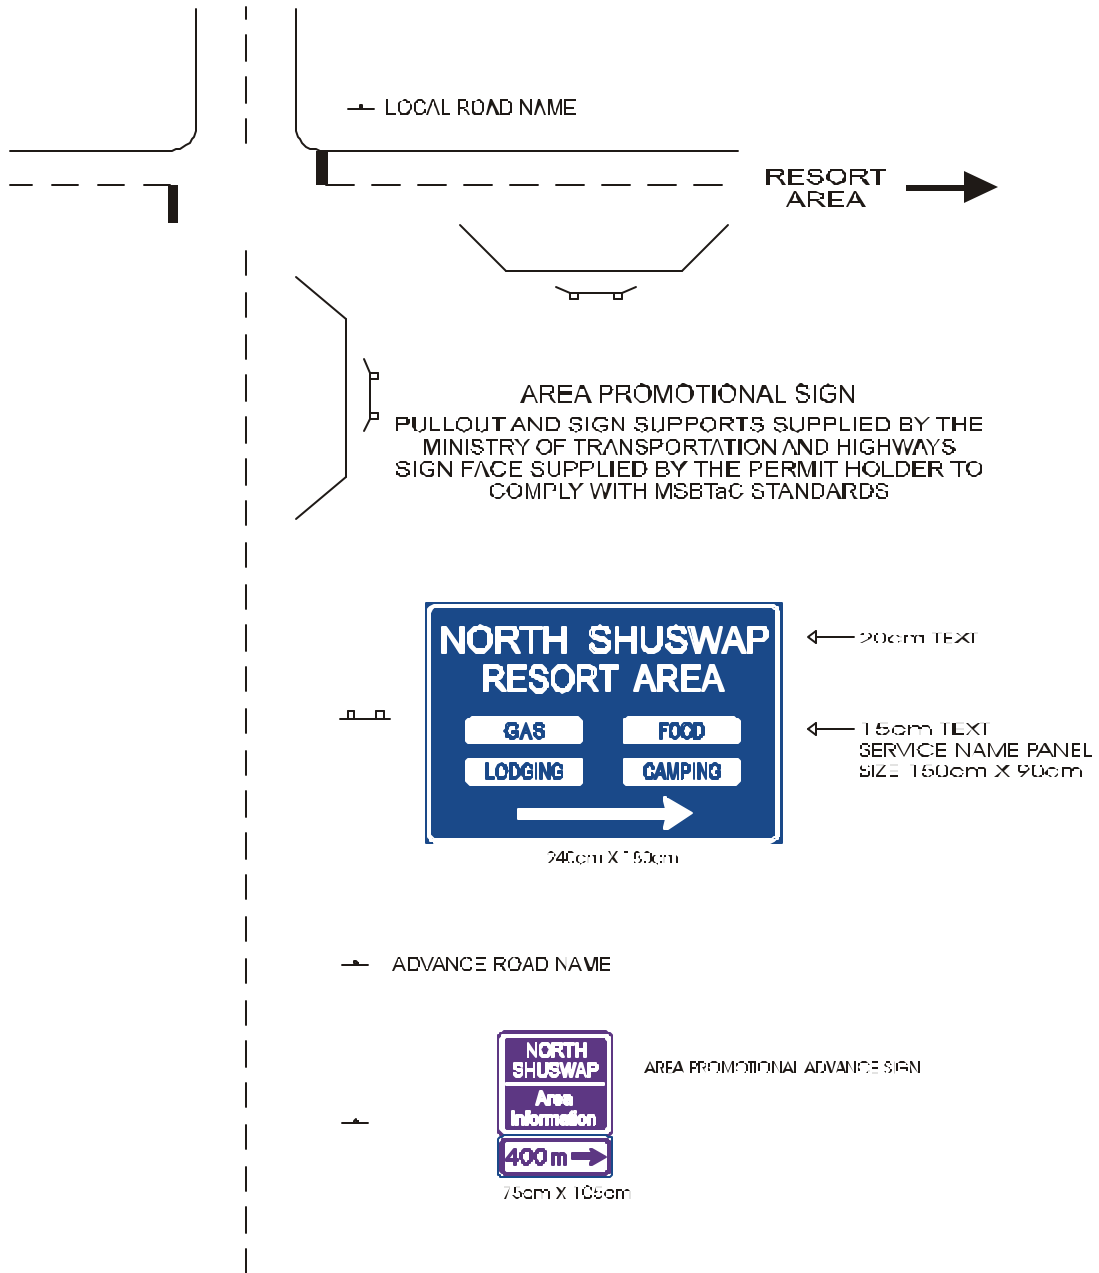 LOCAL ROAD NAME
RESORT
AREA
AREA PROMOTIONAL SIGN
PULLOUT AND SIGN SUPPORTS SUPPLIED BY THE
MINISTRY OF TRANSPORTATION AND HIGHWAYS
SIGN FACE SUPPLIED BY THE PERMIT HOLDER TO
COMPLY WITH MSBTaC STANDARDS
NORTH SHUSWAP
RESORT AREA
GAS FOOD
LODGING CAMPING
20cm TEXT
15cm TEXT
SERVICE NAME PANEL
SIZE 150cm X 90cm
240cm X 180cm
ADVANCE ROAD NAME
NORTH
SHUSWAP
Area
Information
400 m
AREA PROMOTIONAL ADVANCE SIGN
75cm X 105cm